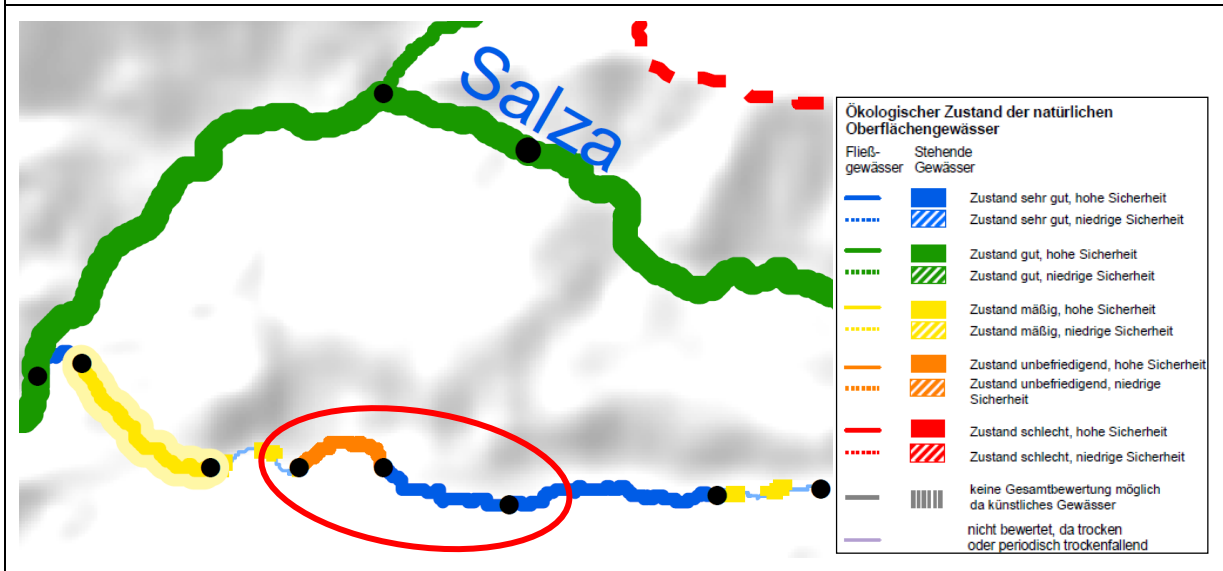 Salza
Ökologischer Zustand der natürlichen
Oberflächengewässer
Fließ- Stehende
gewässer Gewässer
Zustand sehr gut, hohe Sicherheit
Zustand sehr gut, niedrige Sicherheit
Zustand gut, hohe Sicherheit
Zustand gut, niedrige Sicherheit
Zustand mäßig, hohe Sicherheit
Zustand mäßig, niedrige Sicherheit
Zustand unbefriedigend, hohe Sicherheit
Zustand unbefriedigend, niedrige
Sicherheit
Zustand schlecht, hohe Sicherheit
Zustand schlecht, niedrige Sicherheit
keine Gesamtbewertung möglich
da künstliches Gewässer
nicht bewertet, da trocken
oder periodisch trockenfallend